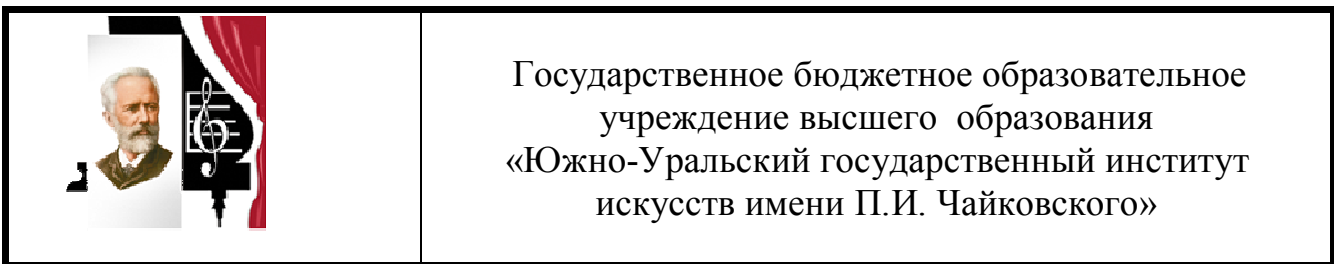 Государственное бюджетное образовательное
учреждение высшего образования
«Южно-Уральский государственный институт
искусств имени П.И. Чайковского»